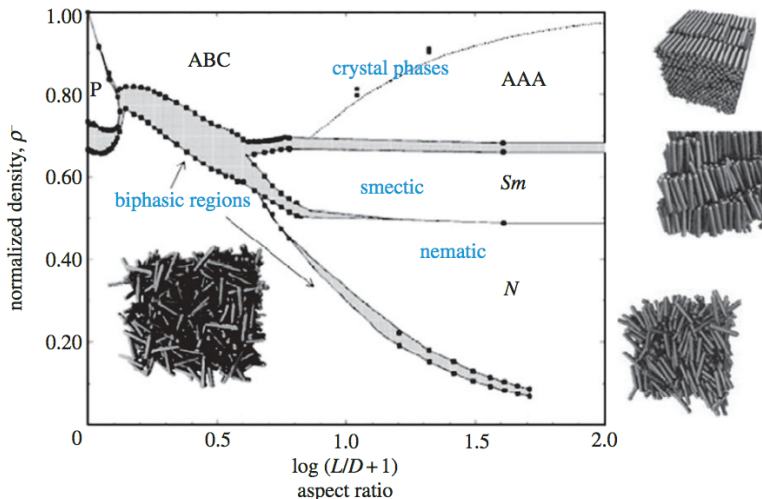 1.00
ABC
crystal phases
AAA
P
0.80
normalized density, ρ⁻
0.60
smectic
Sm
biphasic regions
nematic
0.40
N
0.20
0
0
0.5
1.0
1.5
2.0
log (L/D + 1)
aspect ratio